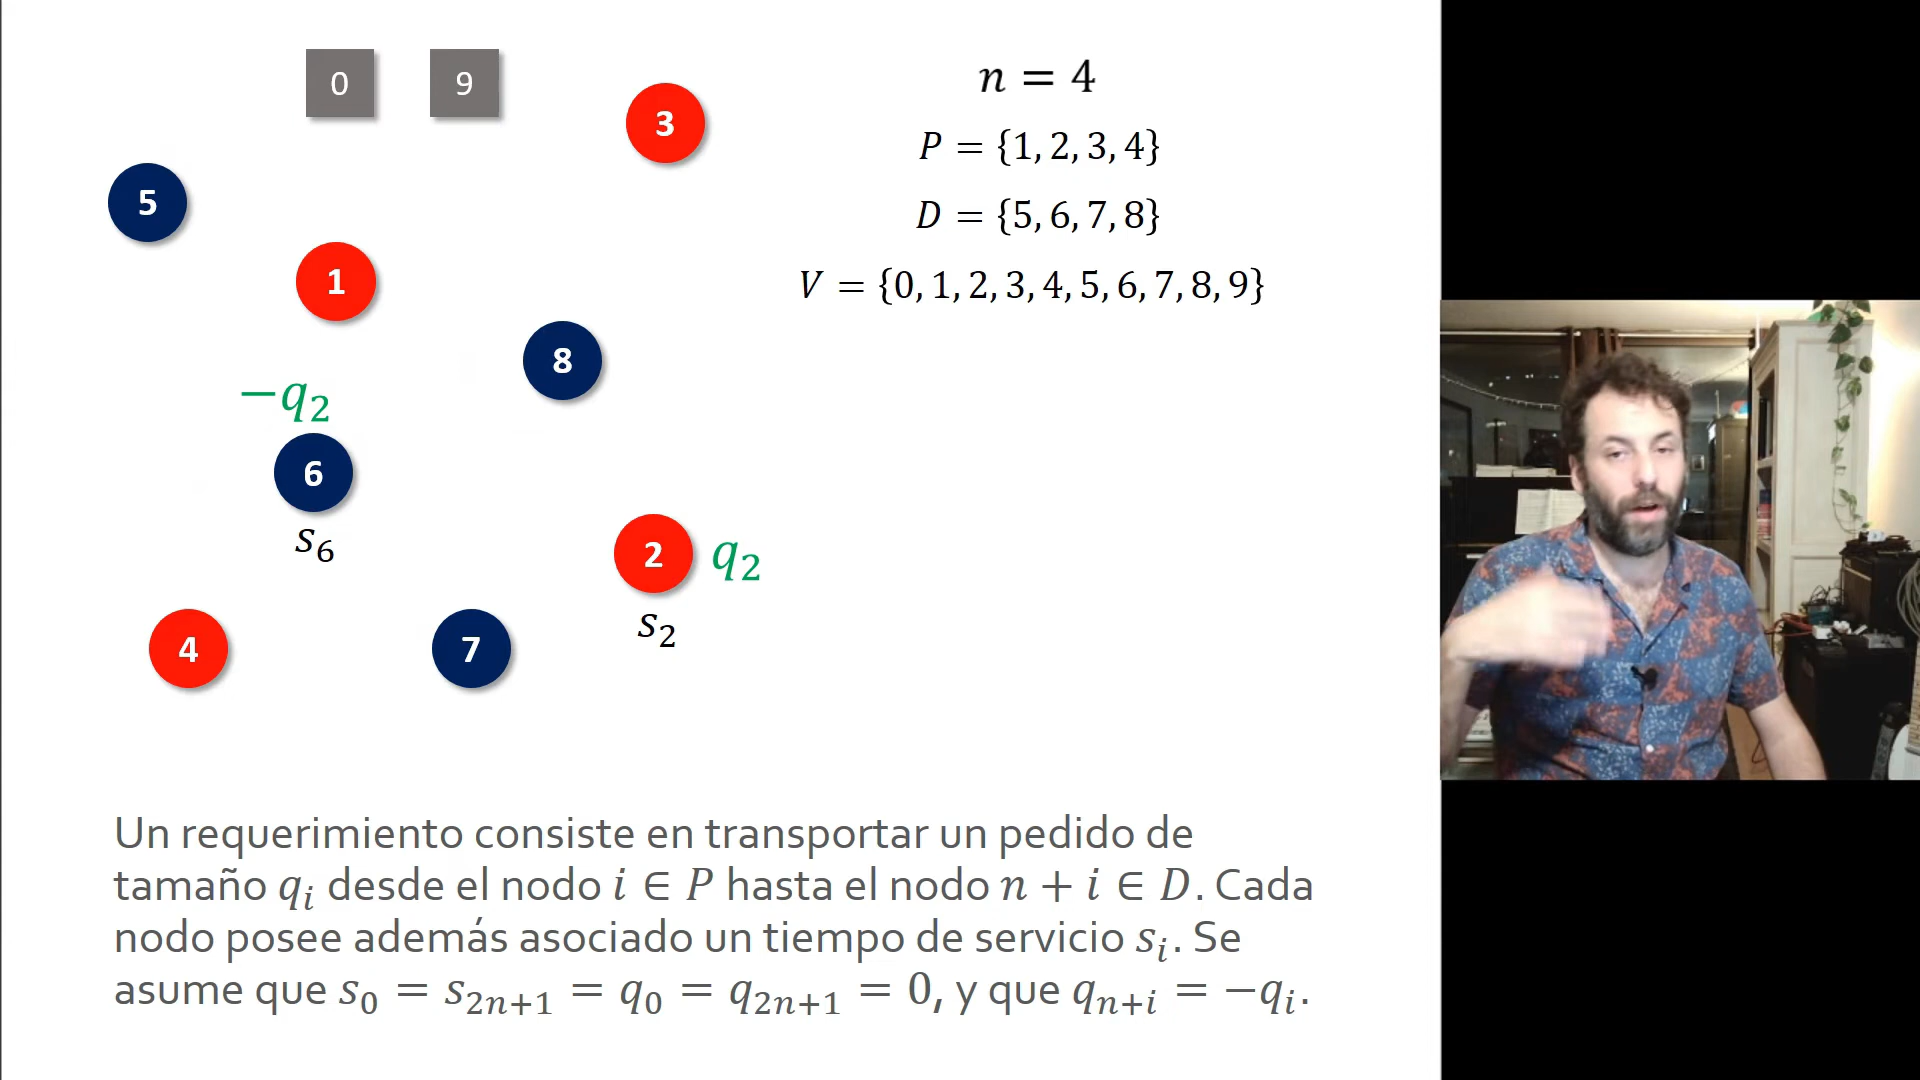 0
9
3
n = 4
P = {1, 2, 3, 4}
5
D = {5, 6, 7, 8}
1
V = {0, 1, 2, 3, 4, 5, 6, 7, 8, 9}
8
−q₂
6
s₆
2
q₂
s₂
4
7
Un requerimiento consiste en transportar un pedido de
tamaño qᵢ desde el nodo i ∈ P hasta el nodo n + i ∈ D. Cada
nodo posee además asociado un tiempo de servicio sᵢ. Se
asume que s₀ = s₂ₙ₊₁ = q₀ = q₂ₙ₊₁ = 0, y que qₙ₊ᵢ = −qᵢ.